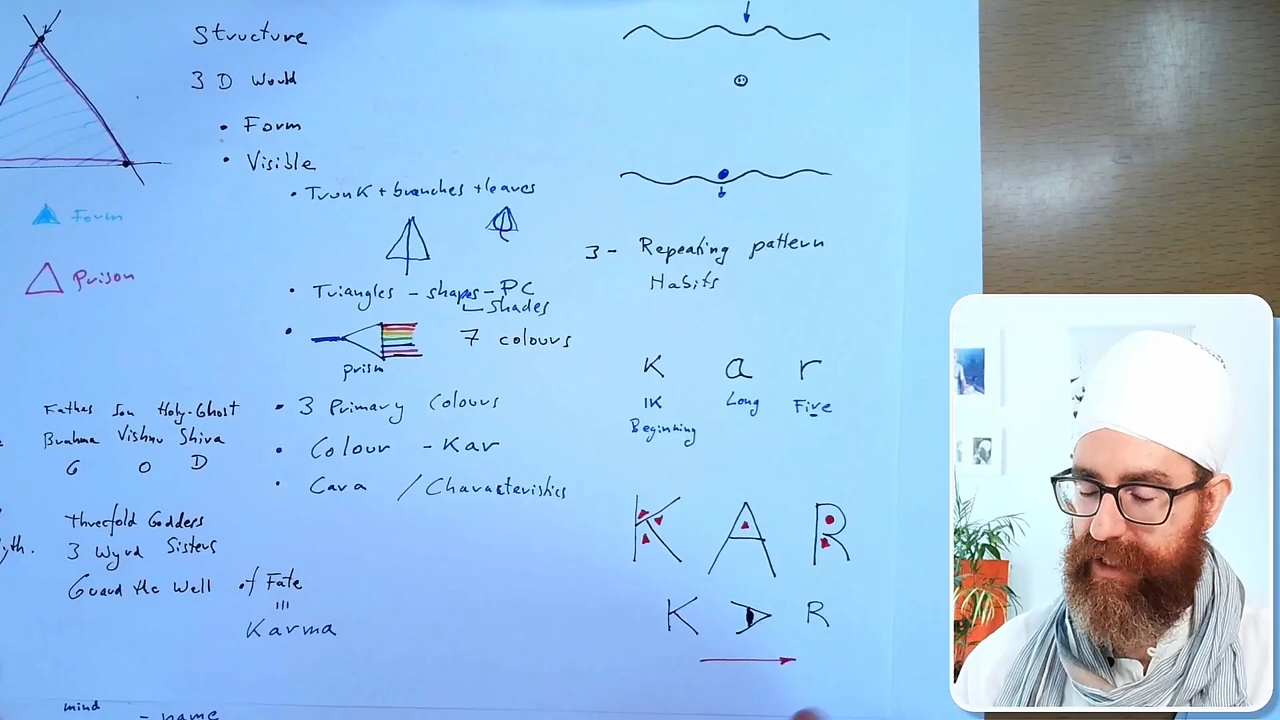 Structure
3 D World
• Form
• Visible
• Trunk + branches + leaves
• Triangles - shapes - PC
shades
7 colours
prism
• 3 Primary Colours
• Colour - Kar
• Cara / Characteristics
Form
Prison
Father Son Holy-Ghost
Brahma Vishnu Shiva
G O D
Threefold Goddess
3 Wyrd Sisters
Guard the Well of Fate
Karma
mind
- name
3 - Repeating pattern
Habits
K a r
IK Long Fire
Beginning
K A R
K R